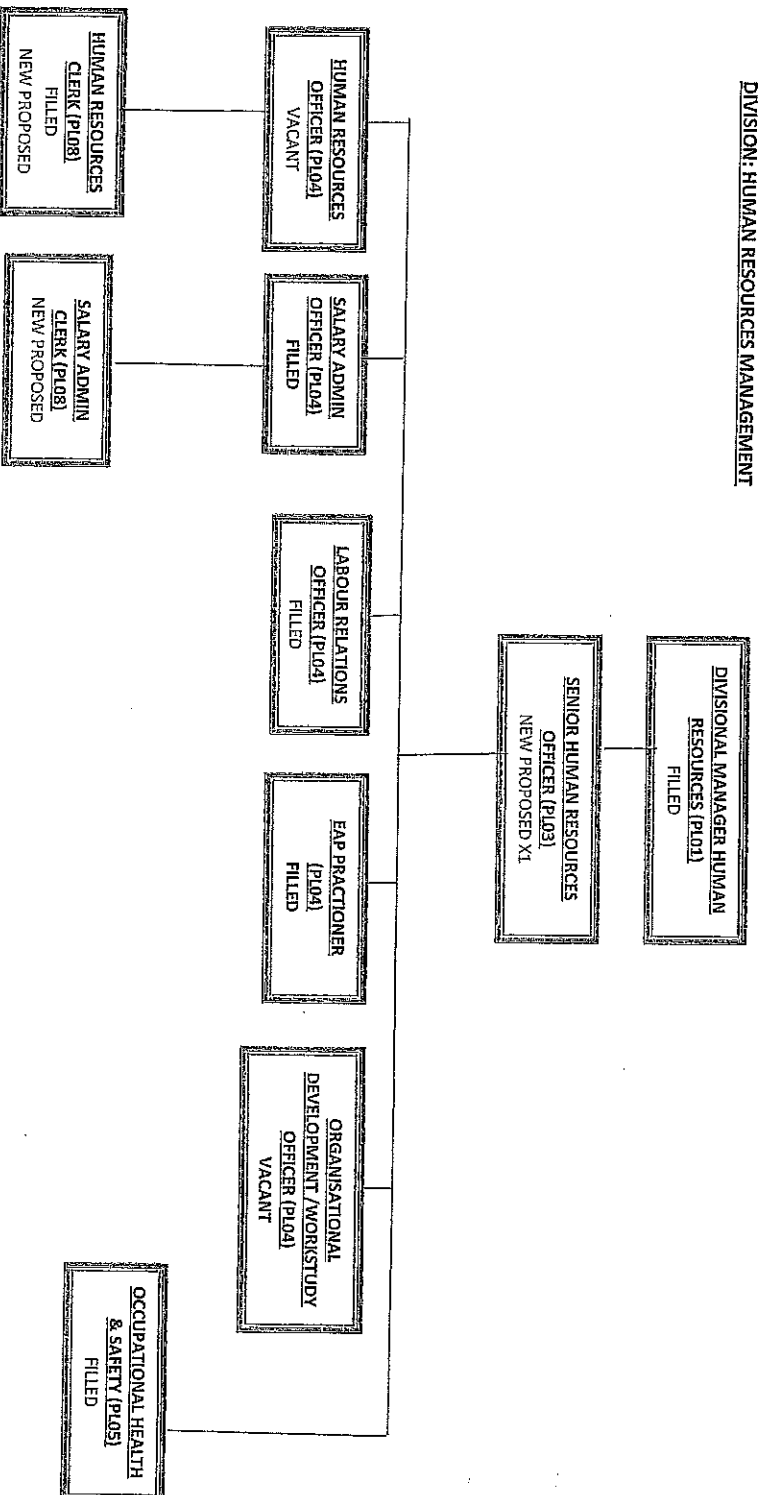 DIVISION: HUMAN RESOURCES MANAGEMENT
DIVISIONAL MANAGER HUMAN
RESOURCES (PL01)
FILLED
SENIOR HUMAN RESOURCES
OFFICER (PL03)
NEW PROPOSED X1
HUMAN RESOURCES
OFFICER (PL04)
VACANT
SALARY ADMIN
OFFICER (PL04)
FILLED
LABOUR RELATIONS
OFFICER (PL04)
FILLED
EAP PRACTIONER
(PL04)
FILLED
ORGANISATIONAL
DEVELOPMENT /WORKSTUDY
OFFICER (PL04)
VACANT
OCCUPATIONAL HEALTH
& SAFETY (PL05)
FILLED
HUMAN RESOURCES
CLERK (PL08)
FILLED
NEW PROPOSED
SALARY ADMIN
CLERK (PL08)
NEW PROPOSED